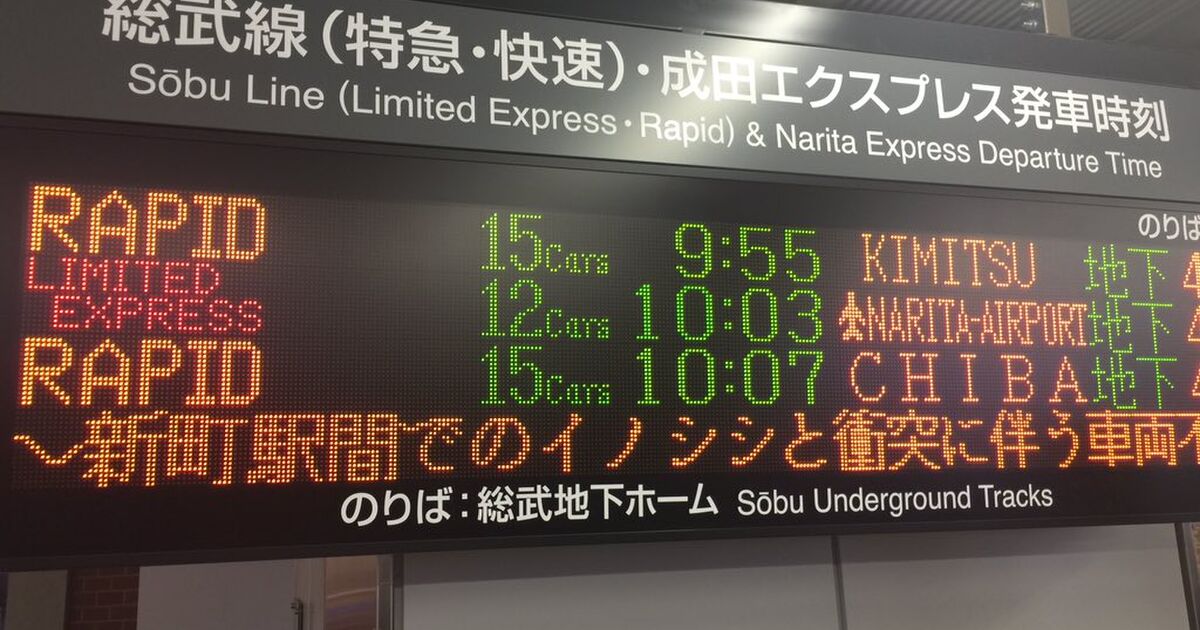 総武線(特急・快速)・成田エクスプレス発車時刻
Sōbu Line (Limited Express・Rapid) & Narita Express Departure Time
のりば
RAPID 15Cars 9:55 KIMITSU 地下 4
LIMITED EXPRESS 12Cars 10:03 NARITA-AIRPORT 地下 4
RAPID 15Cars 10:07 CHIBA 地下 4
～新町駅間でのイノシシと衝突に伴う車両
のりば:総武地下ホーム Sōbu Underground Tracks